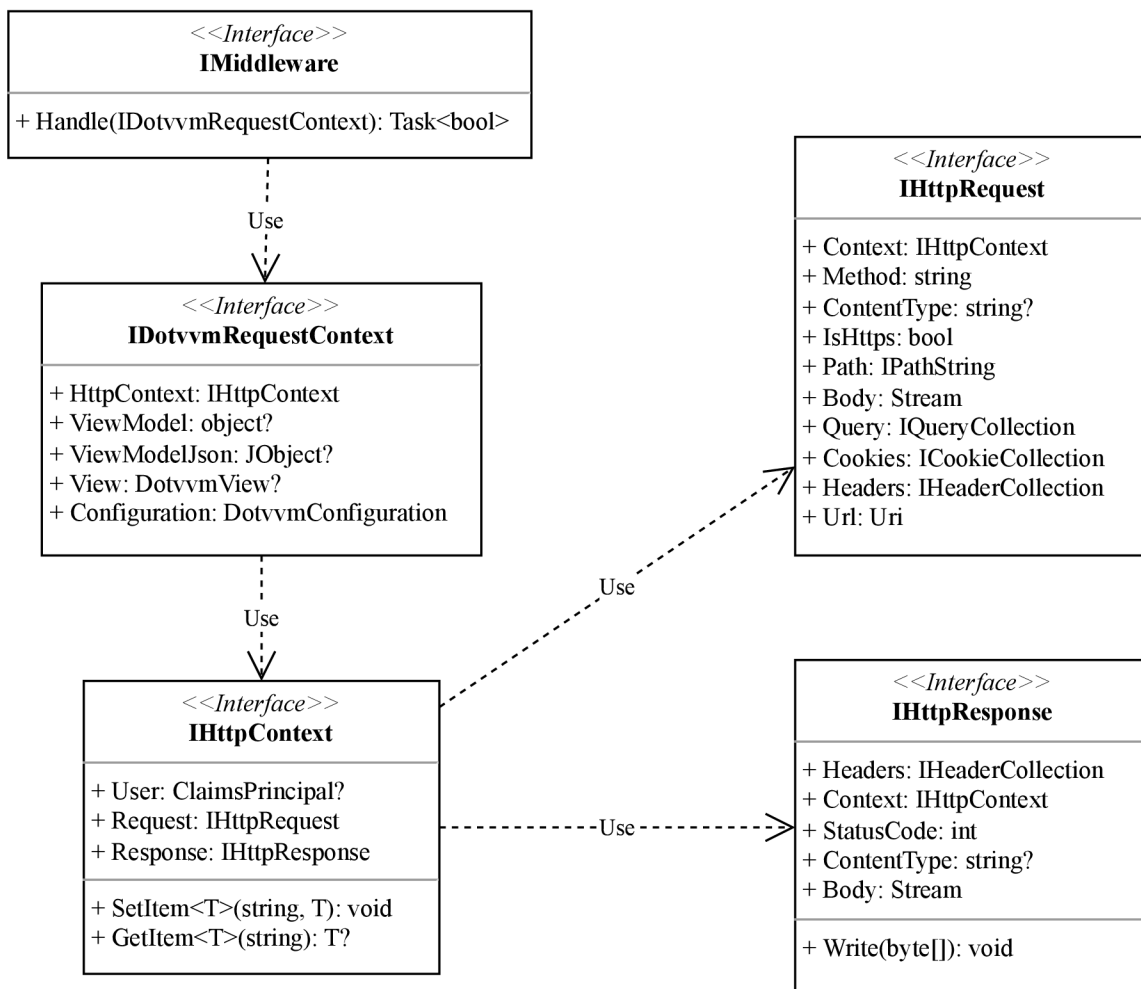 <<Interface>>
IMiddleware
+ Handle(IDotvvmRequestContext): Task<bool>
Use
<<Interface>>
IDotvvmRequestContext
+ HttpContext: IHttpContext
+ ViewModel: object?
+ ViewModelJson: JObject?
+ View: DotvvmView?
+ Configuration: DotvvmConfiguration
Use
<<Interface>>
IHttpContext
+ User: ClaimsPrincipal?
+ Request: IHttpRequest
+ Response: IHttpResponse
+ SetItem<T>(string, T): void
+ GetItem<T>(string): T?
Use
<<Interface>>
IHttpRequest
+ Context: IHttpContext
+ Method: string
+ ContentType: string?
+ IsHttps: bool
+ Path: IPathString
+ Body: Stream
+ Query: IQueryCollection
+ Cookies: ICookieCollection
+ Headers: IHeaderCollection
+ Url: Uri
Use
<<Interface>>
IHttpResponse
+ Headers: IHeaderCollection
+ Context: IHttpContext
+ StatusCode: int
+ ContentType: string?
+ Body: Stream
+ Write(byte[]): void